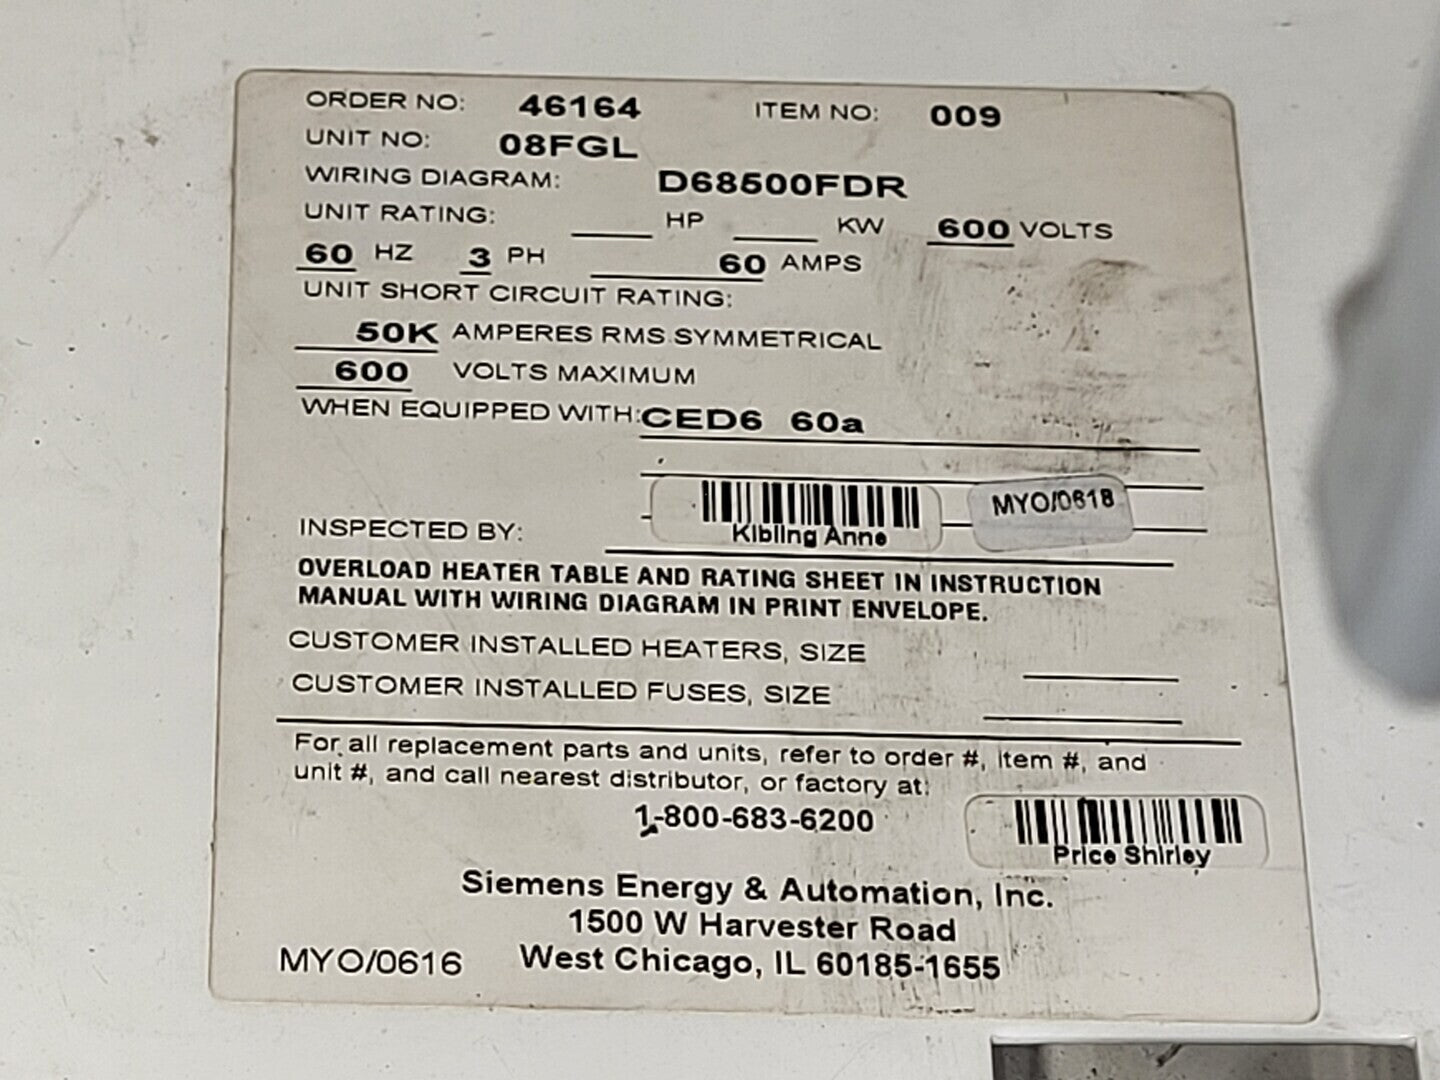 ORDER NO: 46164 ITEM NO: 009
UNIT NO: 08FGL
WIRING DIAGRAM: D68500FDR
UNIT RATING: HP KW 600 VOLTS
60 HZ 3 PH 60 AMPS
UNIT SHORT CIRCUIT RATING:
50K AMPERES RMS SYMMETRICAL
600 VOLTS MAXIMUM
WHEN EQUIPPED WITH: CED6 60a
MYO/0618
Kibling Anne
INSPECTED BY:
OVERLOAD HEATER TABLE AND RATING SHEET IN INSTRUCTION
MANUAL WITH WIRING DIAGRAM IN PRINT ENVELOPE.
CUSTOMER INSTALLED HEATERS, SIZE
CUSTOMER INSTALLED FUSES, SIZE
For all replacement parts and units, refer to order #, item #, and
unit #, and call nearest distributor, or factory at:
1-800-683-6200
Price Shirley
Siemens Energy & Automation, Inc.
1500 W Harvester Road
MYO/0616 West Chicago, IL 60185-1655